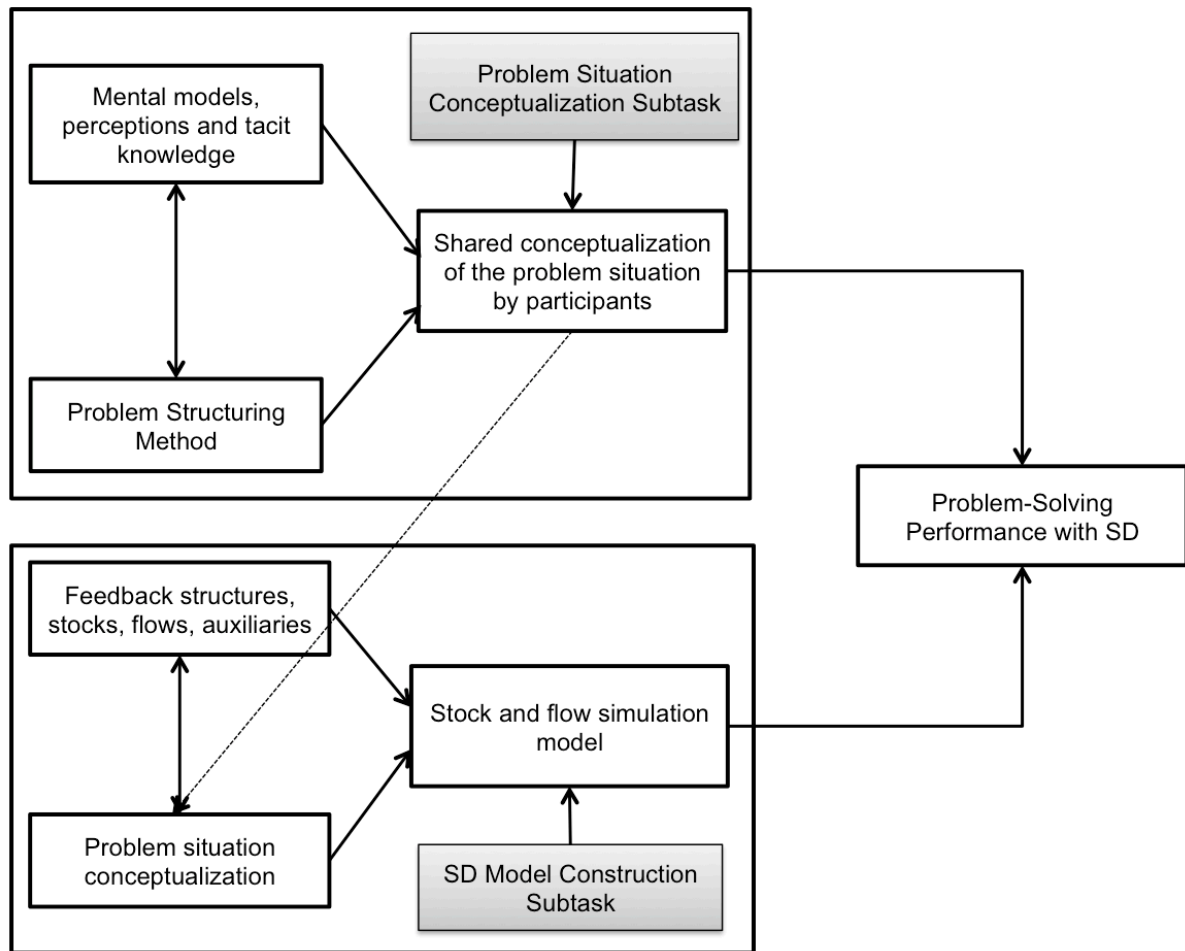 Problem Situation
Conceptualization Subtask
Mental models,
perceptions and tacit
knowledge
Shared conceptualization
of the problem situation
by participants
Problem Structuring
Method
Problem-Solving
Performance with SD
Feedback structures,
stocks, flows, auxiliaries
Stock and flow simulation
model
Problem situation
conceptualization
SD Model Construction
Subtask